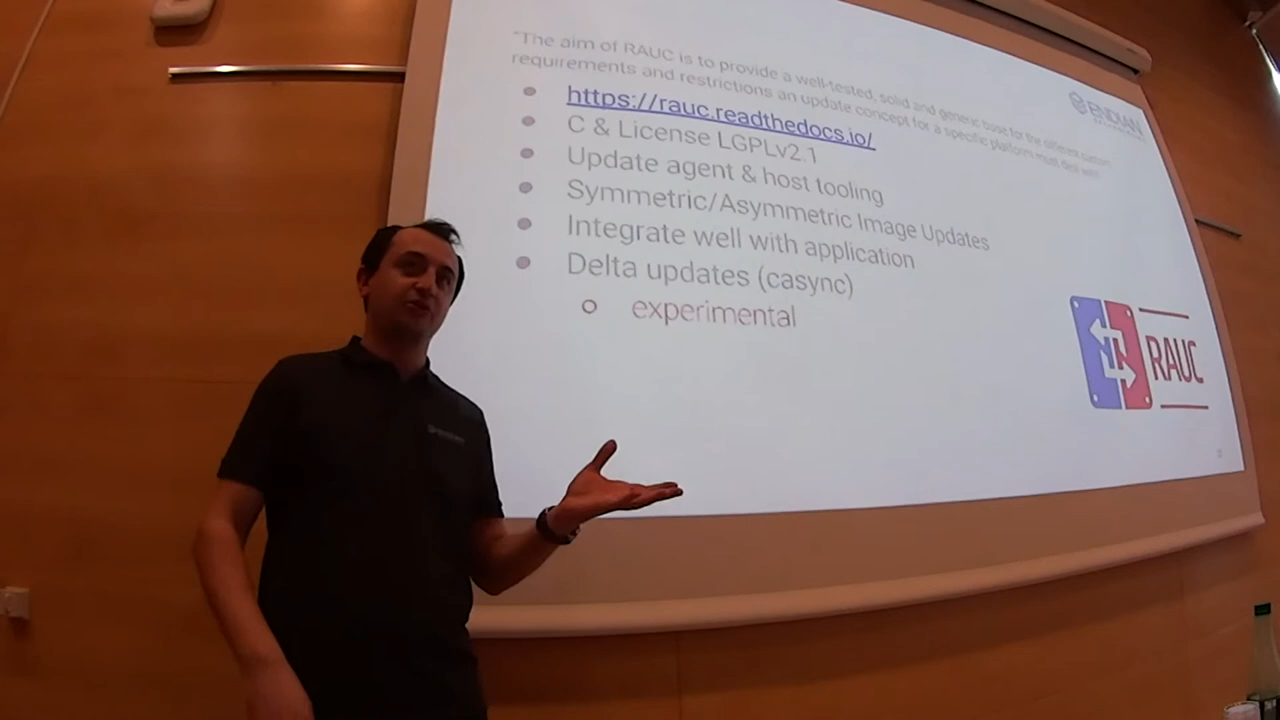 "The aim of RAUC is to provide a well-tested, solid and generic base for the different custom
requirements and restrictions an update concept for a specific platform must deal with"
ENDIAN
https://rauc.readthedocs.io/
C & License LGPLv2.1
Update agent & host tooling
Symmetric/Asymmetric Image Updates
Integrate well with application
Delta updates (casync)
experimental
RAUC